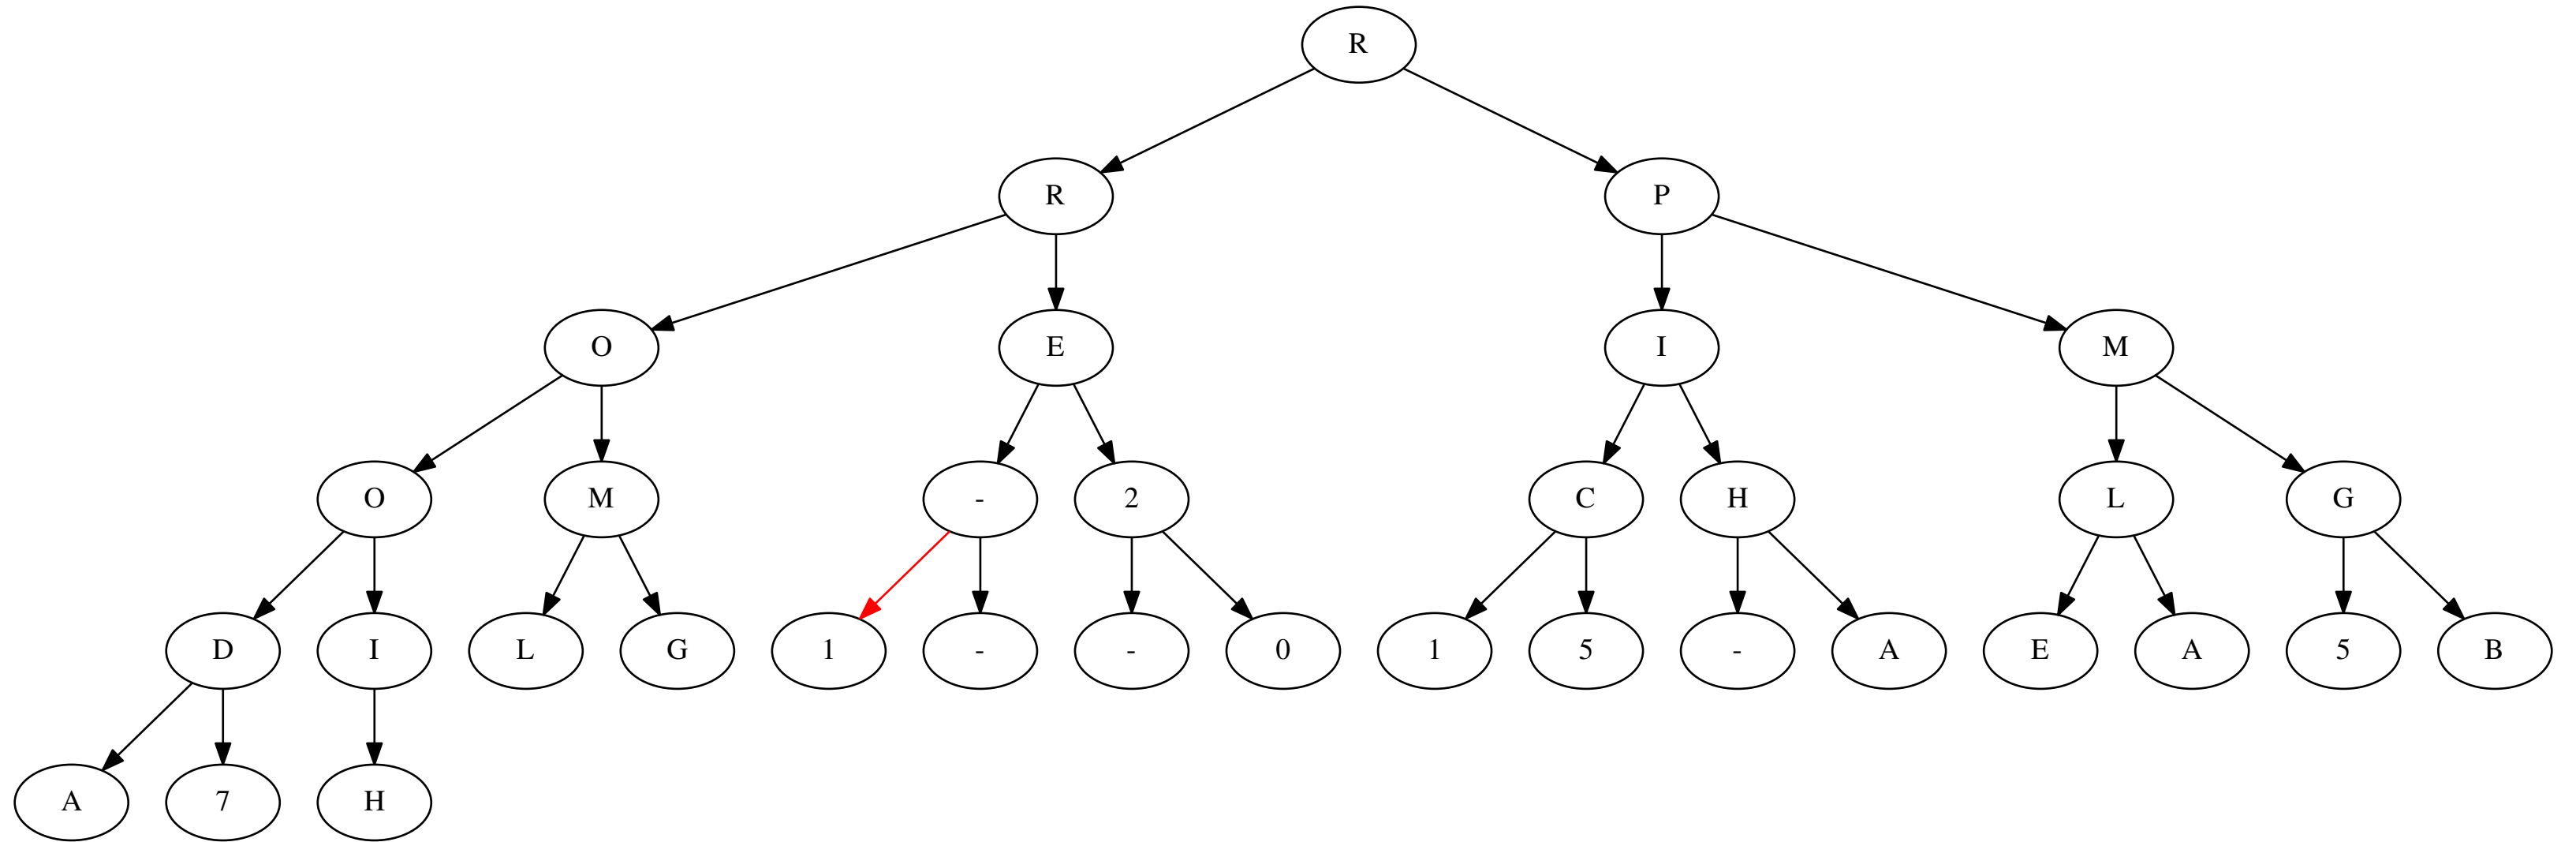 R
R P
O E I M
O M - 2 C H L G
D I L G 1 - - 0 1 5 - A E A 5 B
A 7 H